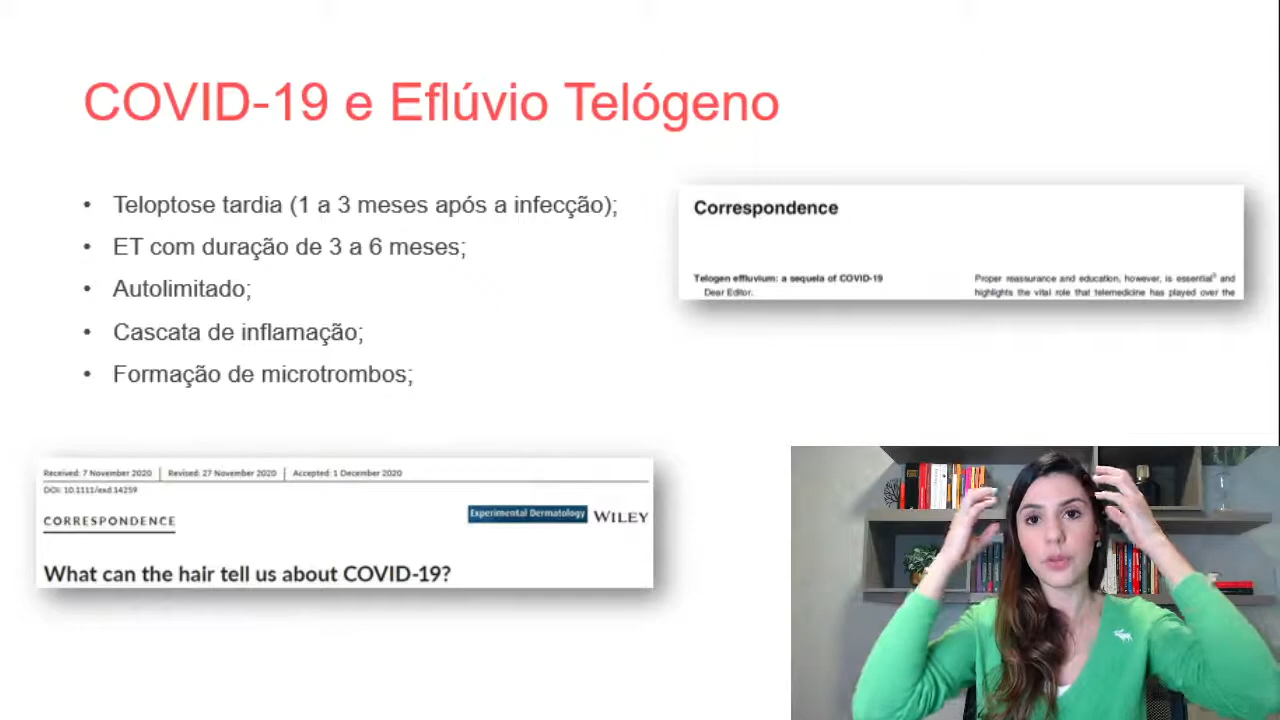 COVID-19 e Eflúvio Telógeno
• Teloptose tardia (1 a 3 meses após a infecção);
• ET com duração de 3 a 6 meses;
• Autolimitado;
• Cascata de inflamação;
• Formação de microtrombos;
Correspondence
Telogen effluvium: a sequela of COVID-19
Dear Editor.
Proper reassurance and education, however, is essential⁵ and
highlights the vital role that telemedicine has played over the
Received: 7 November 2020 | Revised: 27 November 2020 | Accepted: 1 December 2020
DOI: 10.1111/exd.14259
CORRESPONDENCE
Experimental Dermatology WILEY
What can the hair tell us about COVID-19?